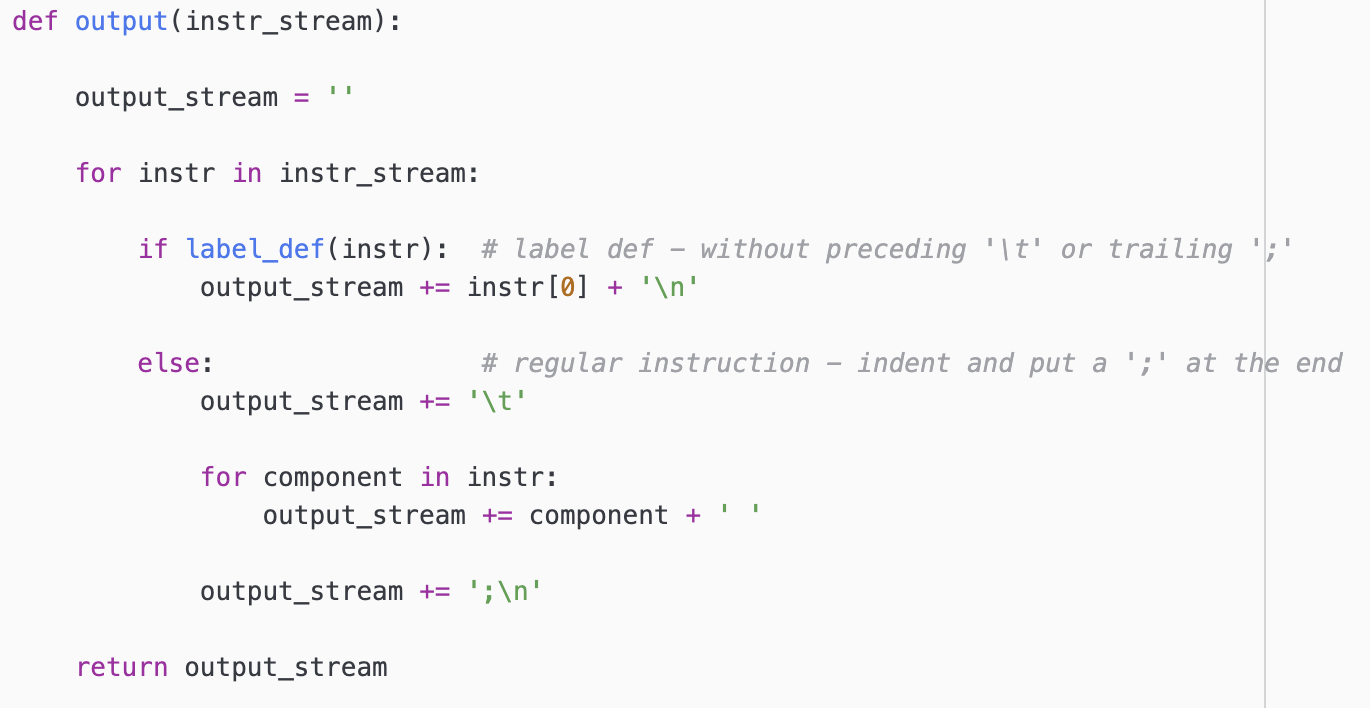 def output(instr_stream):
    output_stream = ''
    for instr in instr_stream:
        if label_def(instr):  # label def – without preceding '\t' or trailing ';'
            output_stream += instr[0] + '\n'
        else:                 # regular instruction – indent and put a ';' at the end
            output_stream += '\t'
            for component in instr:
                output_stream += component + ' '
            output_stream += ';\n'
    return output_stream